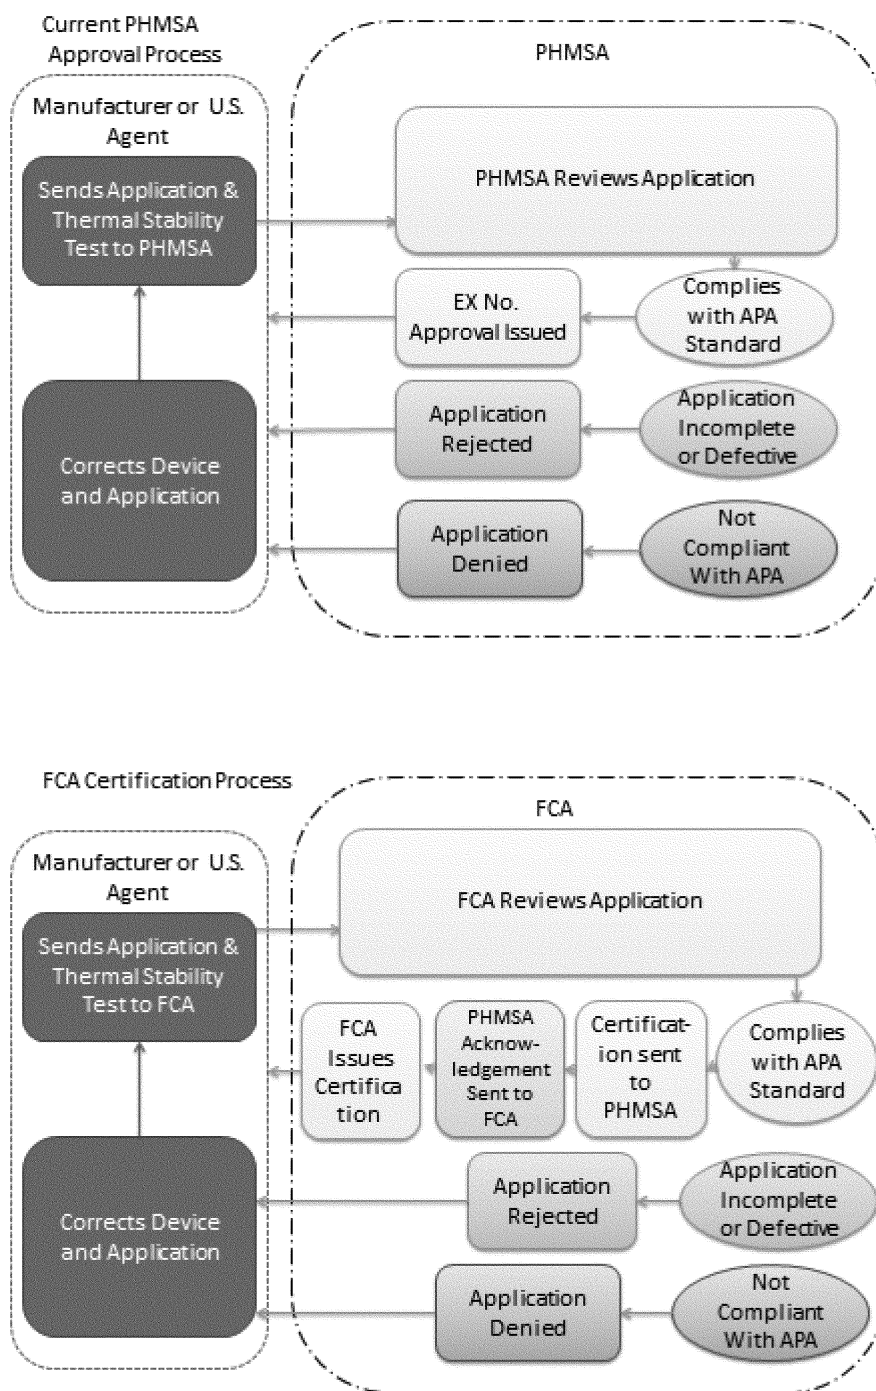 Current PHMSA
Approval Process
PHMSA
Manufacturer or U.S.
Agent
Sends Application &
Thermal Stability
Test to PHMSA
PHMSA Reviews Application
EX No.
Approval Issued
Complies
with APA
Standard
Corrects Device
and Application
Application
Rejected
Application
Incomplete
or Defective
Application
Denied
Not
Compliant
With APA
FCA Certification Process
FCA
Manufacturer or U.S.
Agent
Sends Application &
Thermal Stability
Test to FCA
FCA Reviews Application
FCA
Issues
Certifica
tion
PHMSA
Acknow-
ledgement
Sent to
FCA
Certificat-
ion sent
to
PHMSA
Complies
with APA
Standard
Corrects Device
and Application
Application
Rejected
Application
Incomplete
or Defective
Application
Denied
Not
Compliant
With APA